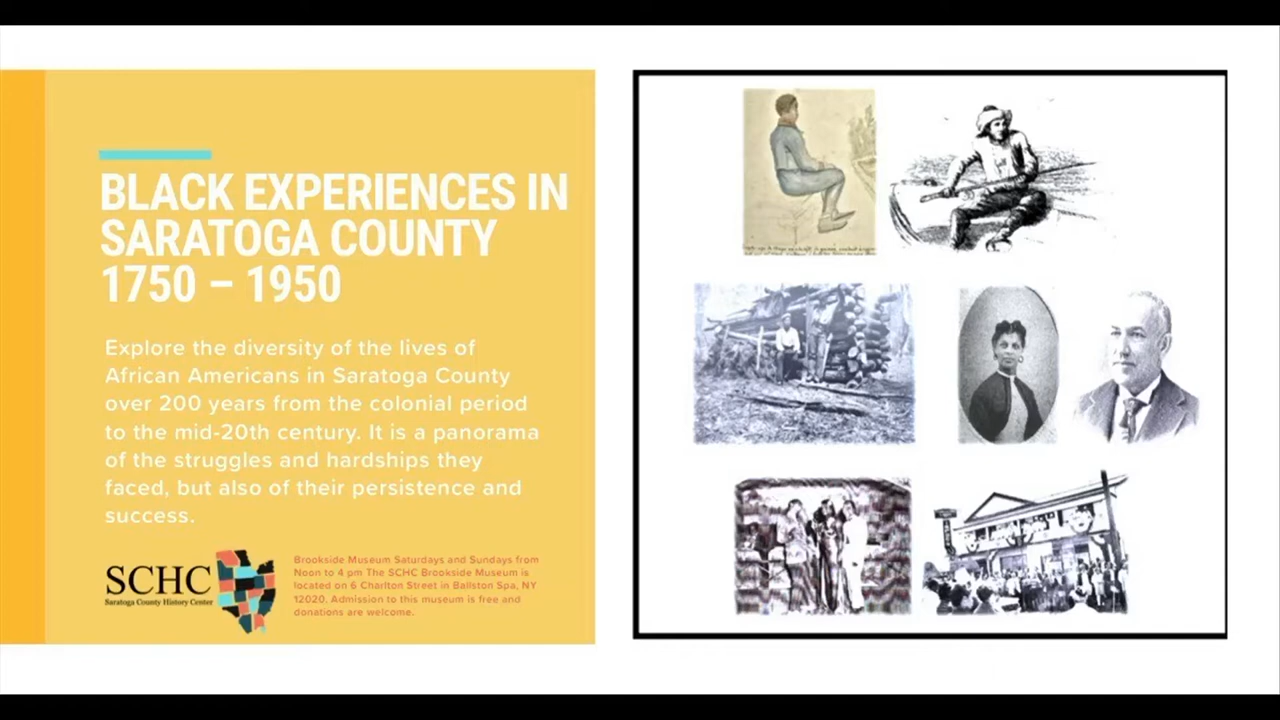 BLACK EXPERIENCES IN
SARATOGA COUNTY
1750 – 1950
Explore the diversity of the lives of
African Americans in Saratoga County
over 200 years from the colonial period
to the mid-20th century. It is a panorama
of the struggles and hardships they
faced, but also of their persistence and
success.
SCHC
Saratoga County History Center
Brookside Museum Saturdays and Sundays from
Noon to 4 pm The SCHC Brookside Museum is
located on 6 Charlton Street in Ballston Spa, NY
12020. Admission to this museum is free and
donations are welcome.